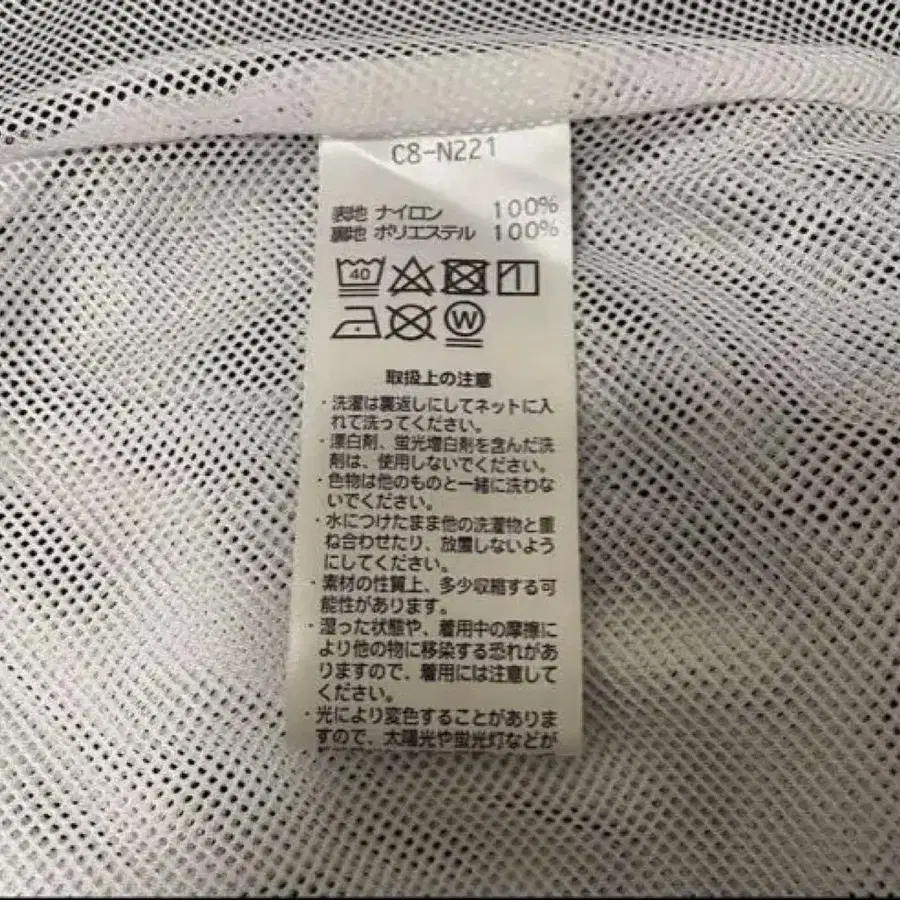 C8-N221
表地 ナイロン 100%
裏地 ポリエステル 100%
40
W
取扱上の注意
・洗濯は裏返しにしてネットに入
れて洗ってください。
・漂白剤、蛍光増白剤を含んだ洗
剤は、使用しないでください。
・色物は他のものと一緒に洗わな
いでください。
・水につけたまま他の洗濯物と重
ね合わせたり、放置しないよう
にしてください。
・素材の性質上、多少収縮する可
能性があります。
・湿った状態や、着用中の摩擦に
より他の物に移染する恐れがあ
りますので、着用には注意して
ください。
・光により変色することがありま
すので、太陽光や蛍光灯などが